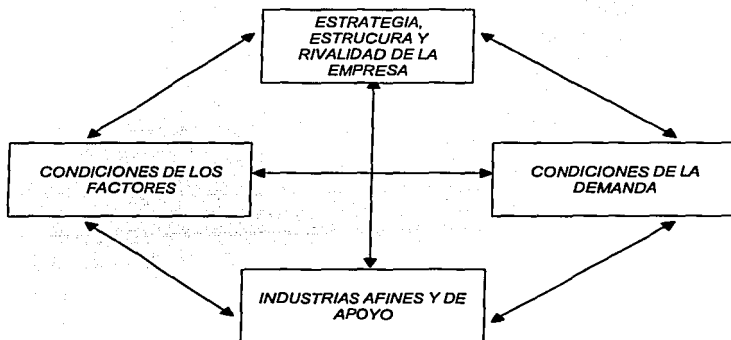 ESTRATEGIA,
ESTRUCURA Y
RIVALIDAD DE LA
EMPRESA
CONDICIONES DE LOS
FACTORES
CONDICIONES DE LA
DEMANDA
INDUSTRIAS AFINES Y DE
APOYO